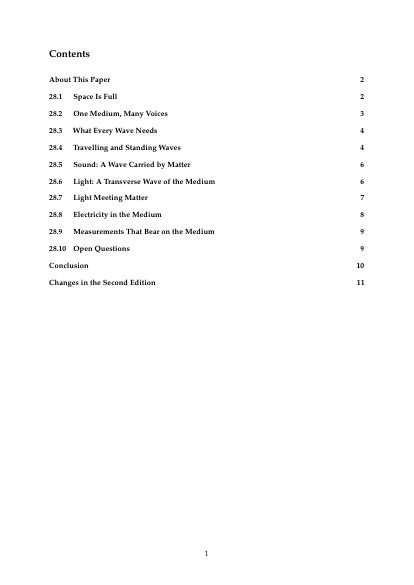 Contents
About This Paper 2
28.1 Space Is Full 2
28.2 One Medium, Many Voices 3
28.3 What Every Wave Needs 4
28.4 Travelling and Standing Waves 4
28.5 Sound: A Wave Carried by Matter 6
28.6 Light: A Transverse Wave of the Medium 6
28.7 Light Meeting Matter 7
28.8 Electricity in the Medium 8
28.9 Measurements That Bear on the Medium 9
28.10 Open Questions 9
Conclusion 10
Changes in the Second Edition 11
1